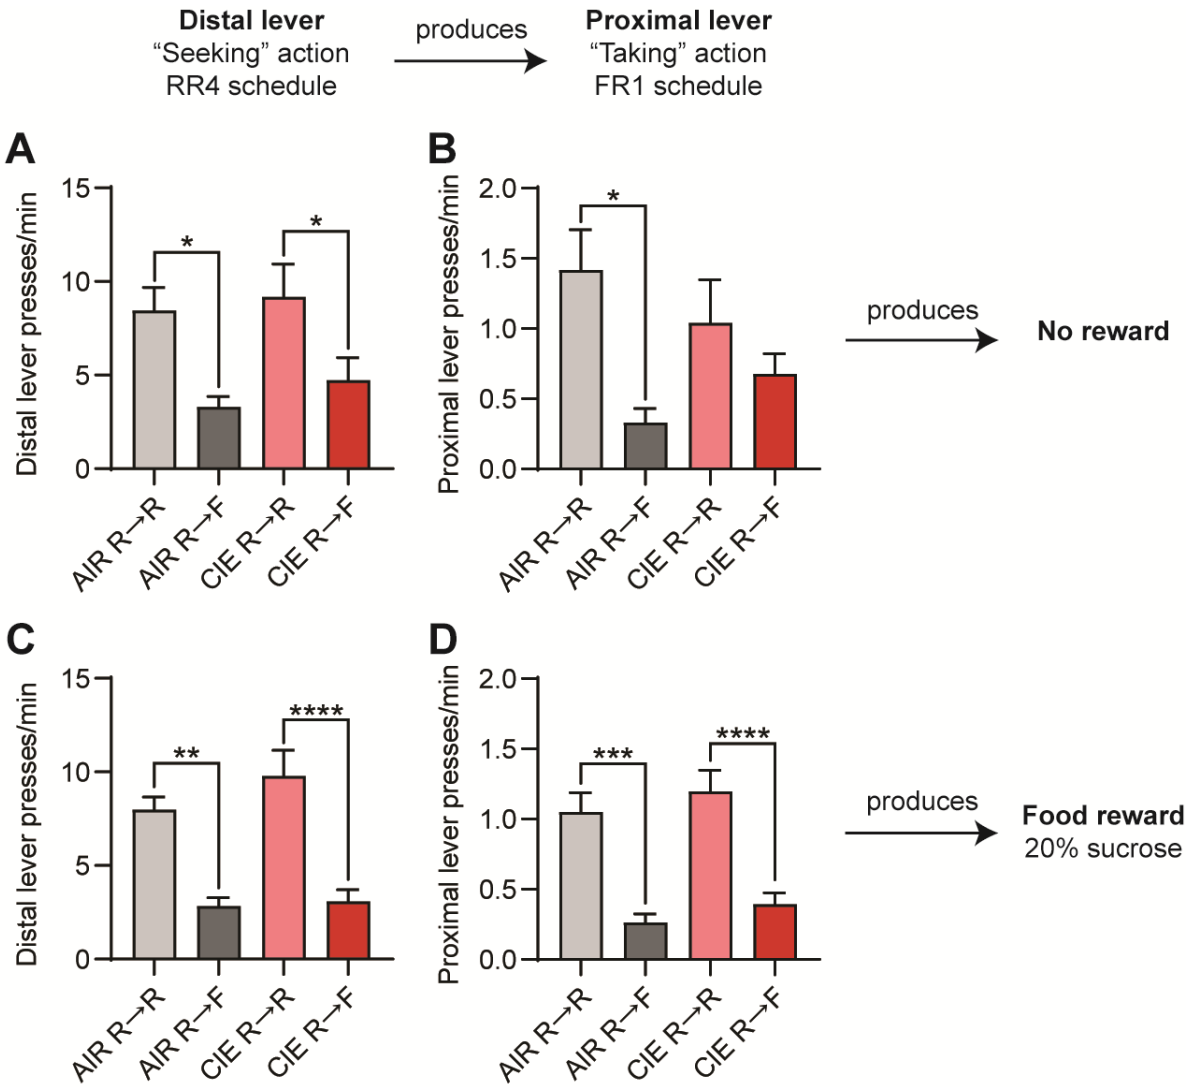 Distal lever
“Seeking” action
RR4 schedule
produces
Proximal lever
“Taking” action
FR1 schedule
A
Distal lever presses/min
15
10
5
0
*
*
AIR R→R
AIR R→F
CIE R→R
CIE R→F
B
Proximal lever presses/min
2.0
1.5
1.0
0.5
0.0
*
AIR R→R
AIR R→F
CIE R→R
CIE R→F
produces
No reward
C
Distal lever presses/min
15
10
5
0
**
****
AIR R→R
AIR R→F
CIE R→R
CIE R→F
D
Proximal lever presses/min
2.0
1.5
1.0
0.5
0.0
***
****
AIR R→R
AIR R→F
CIE R→R
CIE R→F
produces
Food reward
20% sucrose